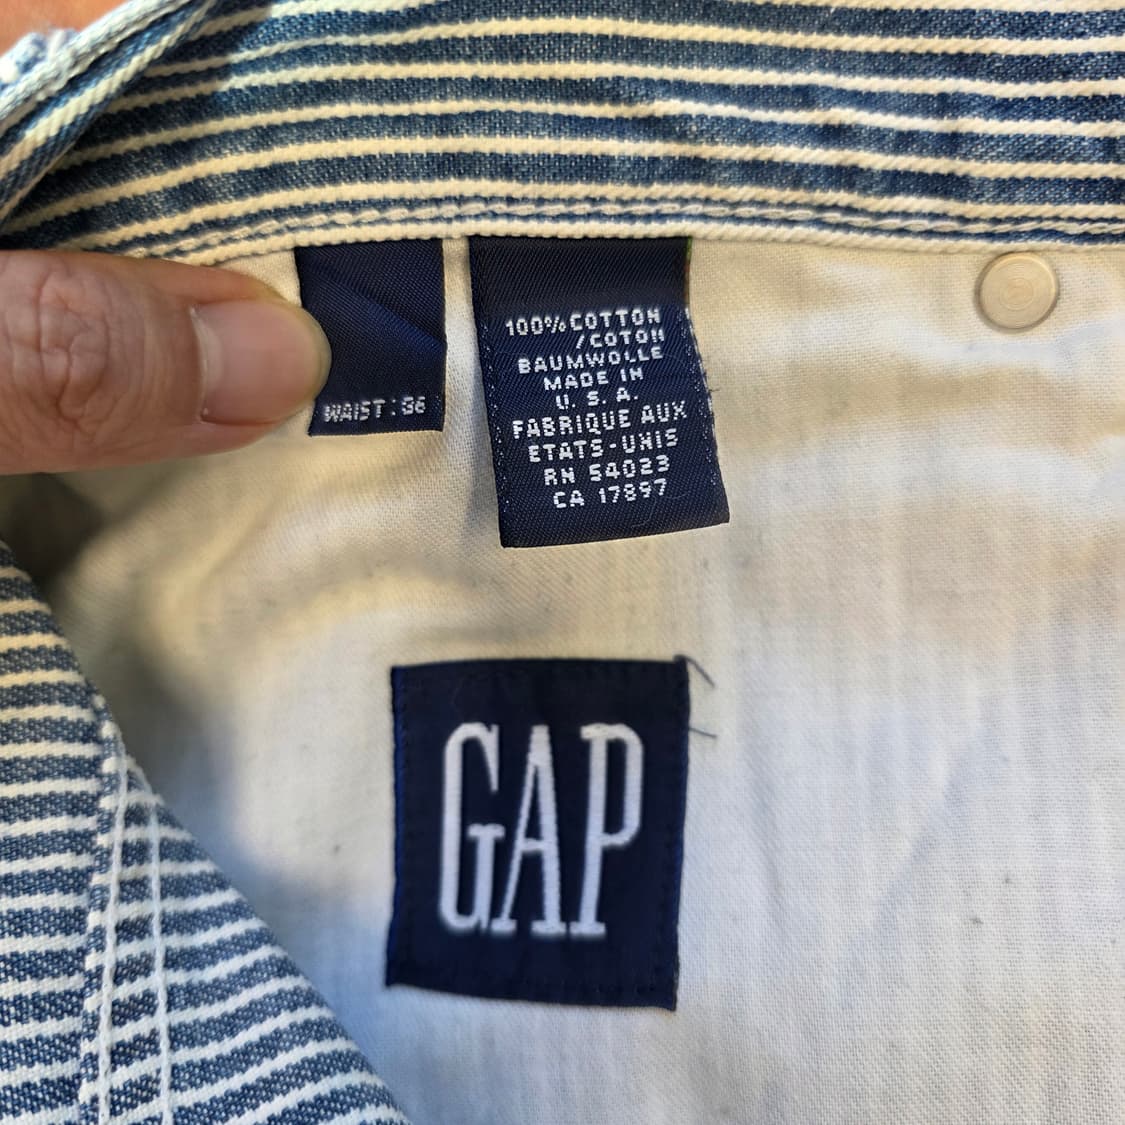 WAIST: 36
100% COTTON
/COTON
BAUMWOLLE
MADE IN
U. S. A.
FABRIQUE AUX
ETATS-UNIS
RN 54023
CA 17897
GAP